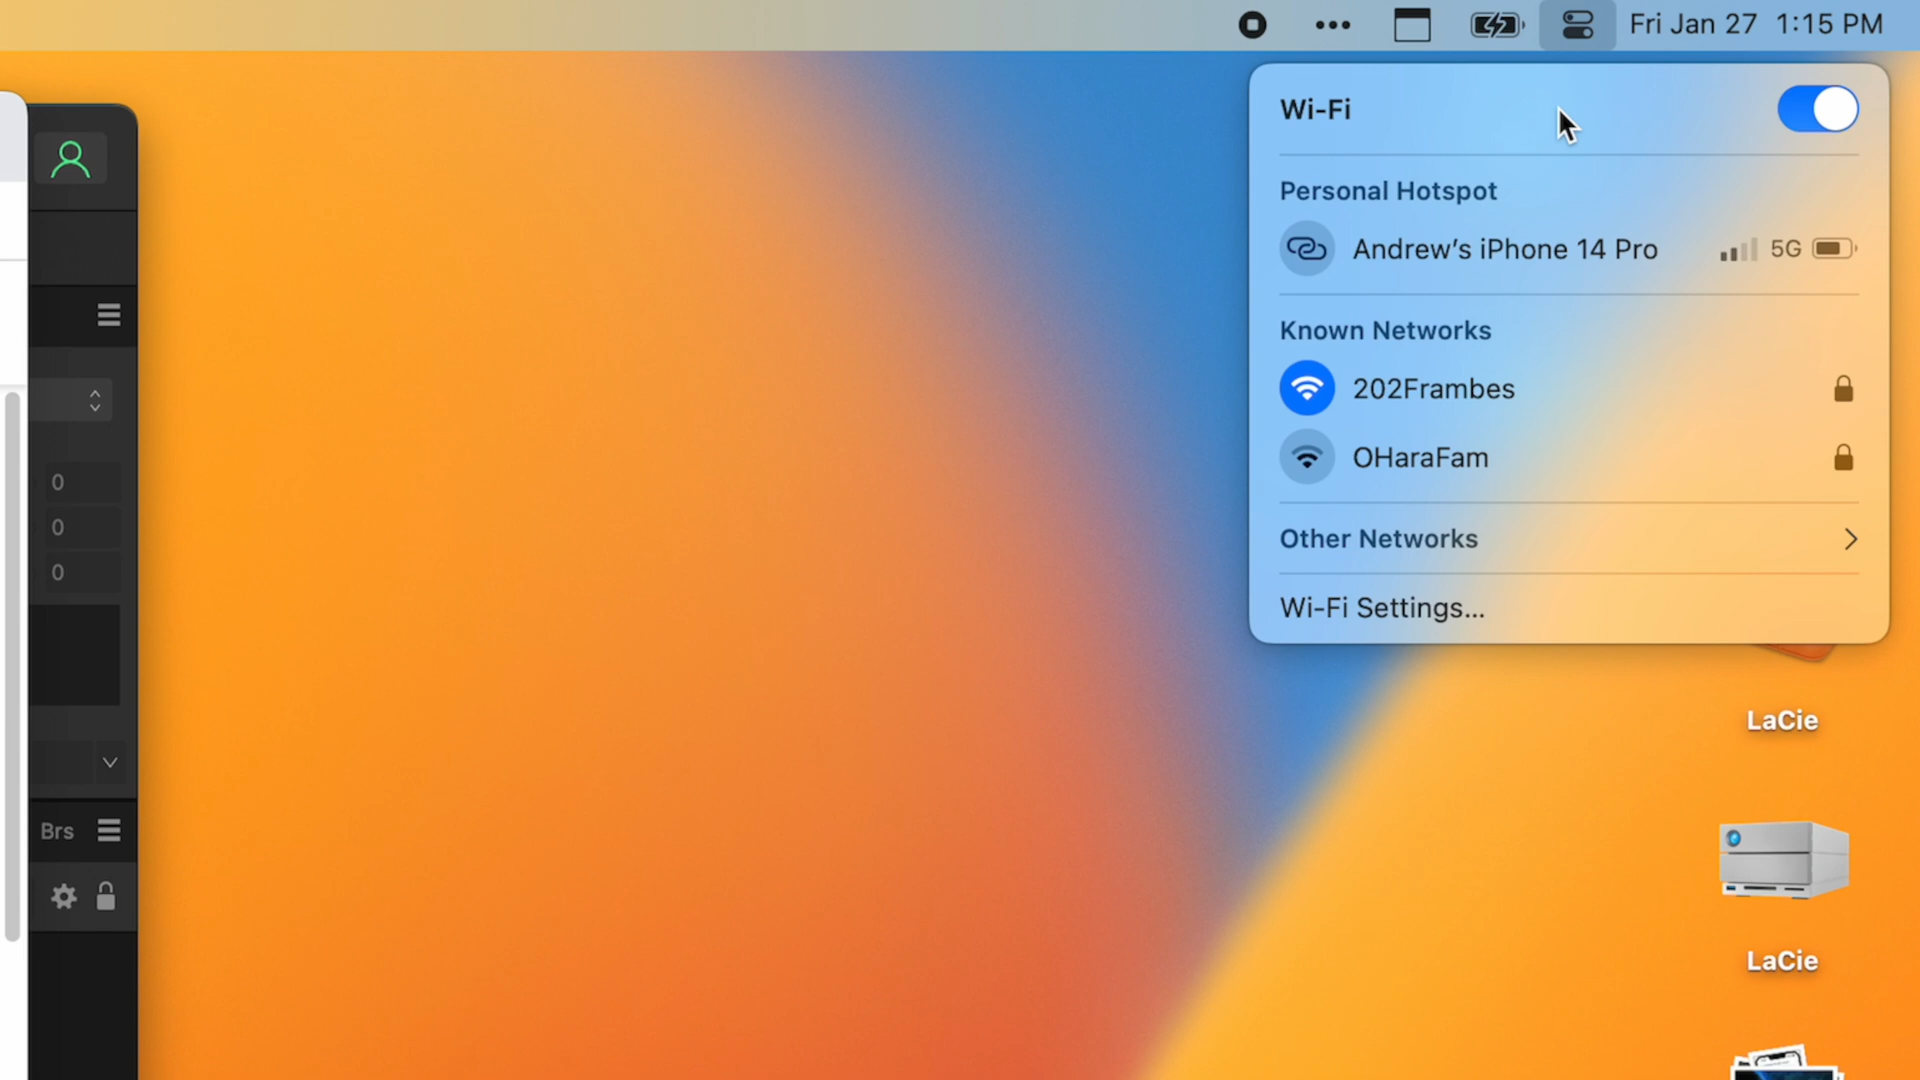 Fri Jan 27 1:15 PM
Wi-Fi
Personal Hotspot
Andrew's iPhone 14 Pro 5G
Known Networks
202Frambes
OHaraFam
Other Networks
Wi-Fi Settings...
0
0
0
Brs
LaCie
LaCie